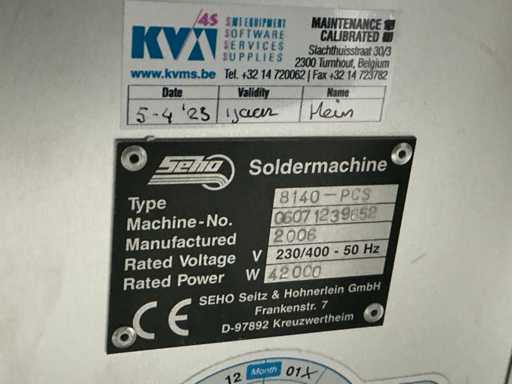 KVM /4S SMT EQUIPMENT SOFTWARE SERVICES SUPPLIES
MAINTENANCE & CALIBRATED
Slachthuisstraat 30/3
2300 Turnhout, Belgium
www.kvms.be Tel. +32 14 720062 | Fax +32 14 723782
Date Validity Name
5-4 '23 1jaar Hein
Seho Soldermachine
Type 8140-PCS
Machine-No. 06071239652
Manufactured 2006
Rated Voltage V 230/400 - 50 Hz
Rated Power W 42000
CE
SEHO Seitz & Hohnerlein GmbH
Frankenstr. 7
D-97892 Kreuzwertheim
12 Month 01